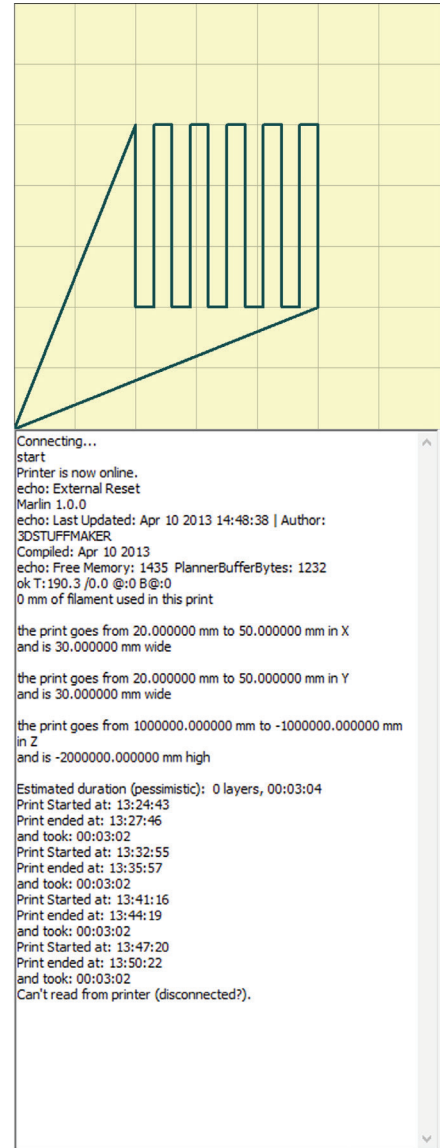 Connecting...
start
Printer is now online.
echo: External Reset
Marlin 1.0.0
echo: Last Updated: Apr 10 2013 14:48:38 | Author:
3DSTUFFMAKER
Compiled: Apr 10 2013
echo: Free Memory: 1435 PlannerBufferBytes: 1232
ok T:190.3 /0.0 @:0 B@:0
0 mm of filament used in this print
the print goes from 20.000000 mm to 50.000000 mm in X
and is 30.000000 mm wide
the print goes from 20.000000 mm to 50.000000 mm in Y
and is 30.000000 mm wide
the print goes from 1000000.000000 mm to -1000000.000000 mm
in Z
and is -2000000.000000 mm high
Estimated duration (pessimistic): 0 layers, 00:03:04
Print Started at: 13:24:43
Print ended at: 13:27:46
and took: 00:03:02
Print Started at: 13:32:55
Print ended at: 13:35:57
and took: 00:03:02
Print Started at: 13:41:16
Print ended at: 13:44:19
and took: 00:03:02
Print Started at: 13:47:20
Print ended at: 13:50:22
and took: 00:03:02
Can't read from printer (disconnected?).